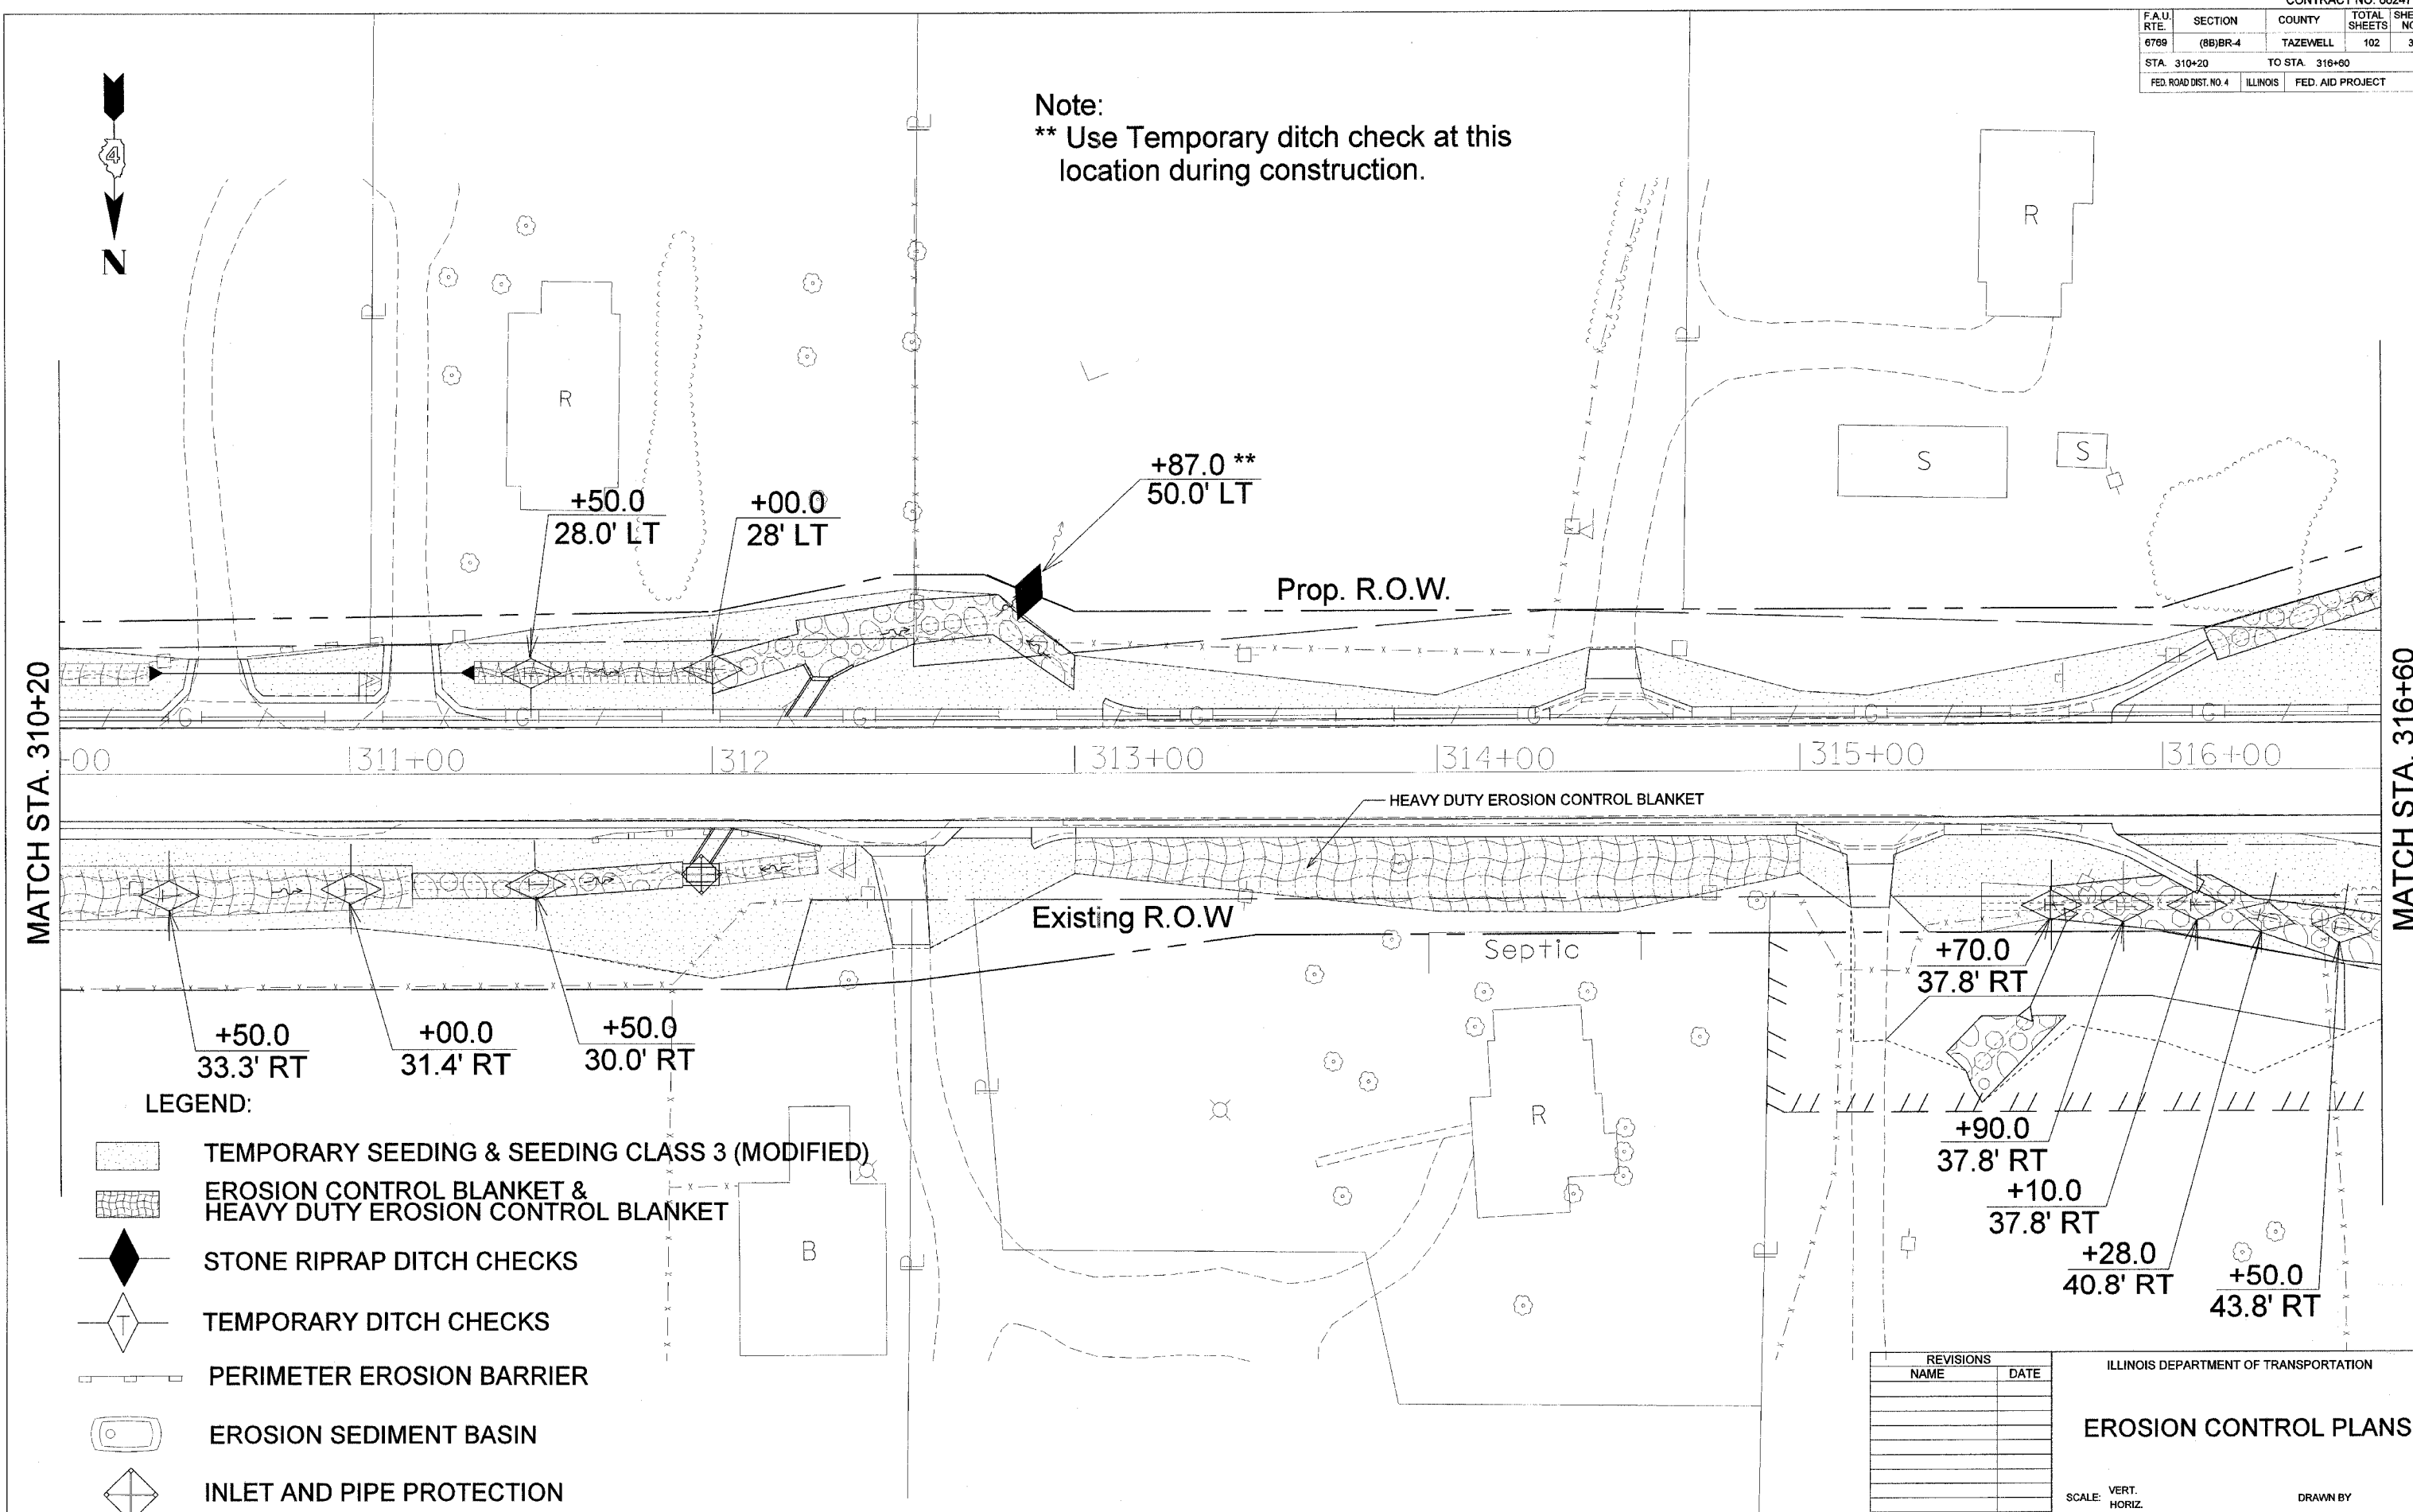 F.A.U. RTE. SECTION COUNTY TOTAL SHEETS
6769 (8B)BR-4 TAZEWELL 102
STA. 310+20 TO STA. 316+60
FED. ROAD DIST. NO. 4 ILLINOIS FED. AID PROJECT
4
N
Note:
** Use Temporary ditch check at this
location during construction.
R
R
S
S
+50.0
28.0' LT
+00.0
28' LT
+87.0 **
50.0' LT
Prop. R.O.W.
MATCH STA. 310+20
MATCH STA. 316+60
+00
311+00
312
313+00
314+00
315+00
316+00
HEAVY DUTY EROSION CONTROL BLANKET
Existing R.O.W
Septic
+50.0
33.3' RT
+00.0
31.4' RT
+50.0
30.0' RT
+70.0
37.8' RT
+90.0
37.8' RT
+10.0
37.8' RT
+28.0
40.8' RT
+50.0
43.8' RT
R
B
LEGEND:
TEMPORARY SEEDING & SEEDING CLASS 3 (MODIFIED)
EROSION CONTROL BLANKET &
HEAVY DUTY EROSION CONTROL BLANKET
STONE RIPRAP DITCH CHECKS
T TEMPORARY DITCH CHECKS
PERIMETER EROSION BARRIER
EROSION SEDIMENT BASIN
INLET AND PIPE PROTECTION
REVISIONS
NAME DATE
ILLINOIS DEPARTMENT OF TRANSPORTATION
EROSION CONTROL PLANS
SCALE: VERT.
HORIZ.
DRAWN BY